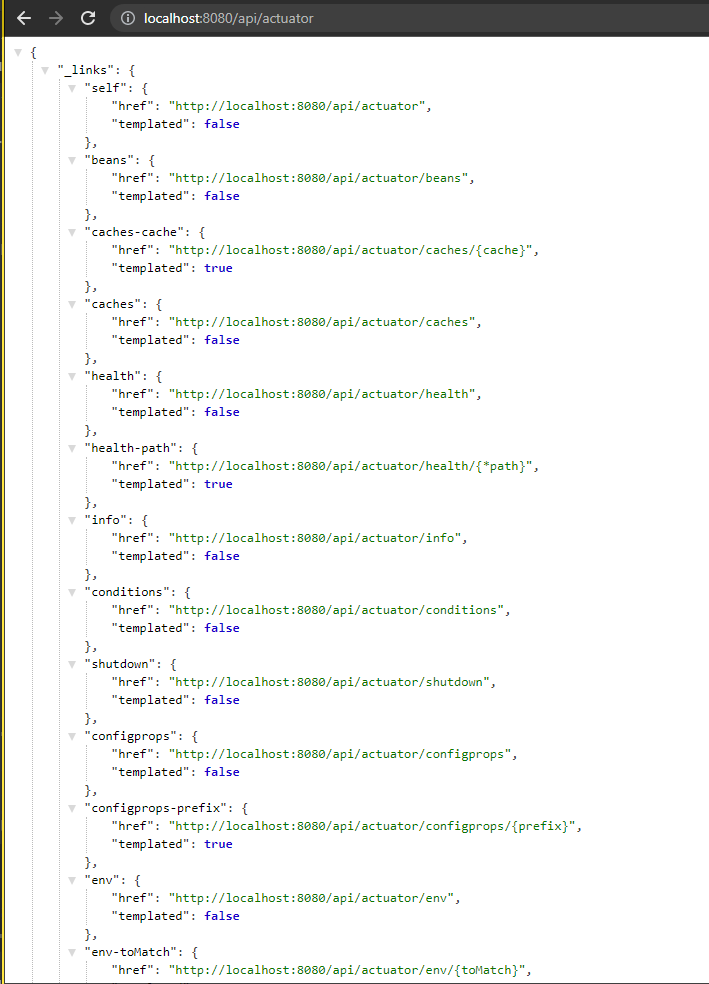 localhost:8080/api/actuator
{
"_links": {
"self": {
"href": "http://localhost:8080/api/actuator",
"templated": false
},
"beans": {
"href": "http://localhost:8080/api/actuator/beans",
"templated": false
},
"caches-cache": {
"href": "http://localhost:8080/api/actuator/caches/{cache}",
"templated": true
},
"caches": {
"href": "http://localhost:8080/api/actuator/caches",
"templated": false
},
"health": {
"href": "http://localhost:8080/api/actuator/health",
"templated": false
},
"health-path": {
"href": "http://localhost:8080/api/actuator/health/{*path}",
"templated": true
},
"info": {
"href": "http://localhost:8080/api/actuator/info",
"templated": false
},
"conditions": {
"href": "http://localhost:8080/api/actuator/conditions",
"templated": false
},
"shutdown": {
"href": "http://localhost:8080/api/actuator/shutdown",
"templated": false
},
"configprops": {
"href": "http://localhost:8080/api/actuator/configprops",
"templated": false
},
"configprops-prefix": {
"href": "http://localhost:8080/api/actuator/configprops/{prefix}",
"templated": true
},
"env": {
"href": "http://localhost:8080/api/actuator/env",
"templated": false
},
"env-toMatch": {
"href": "http://localhost:8080/api/actuator/env/{toMatch}",